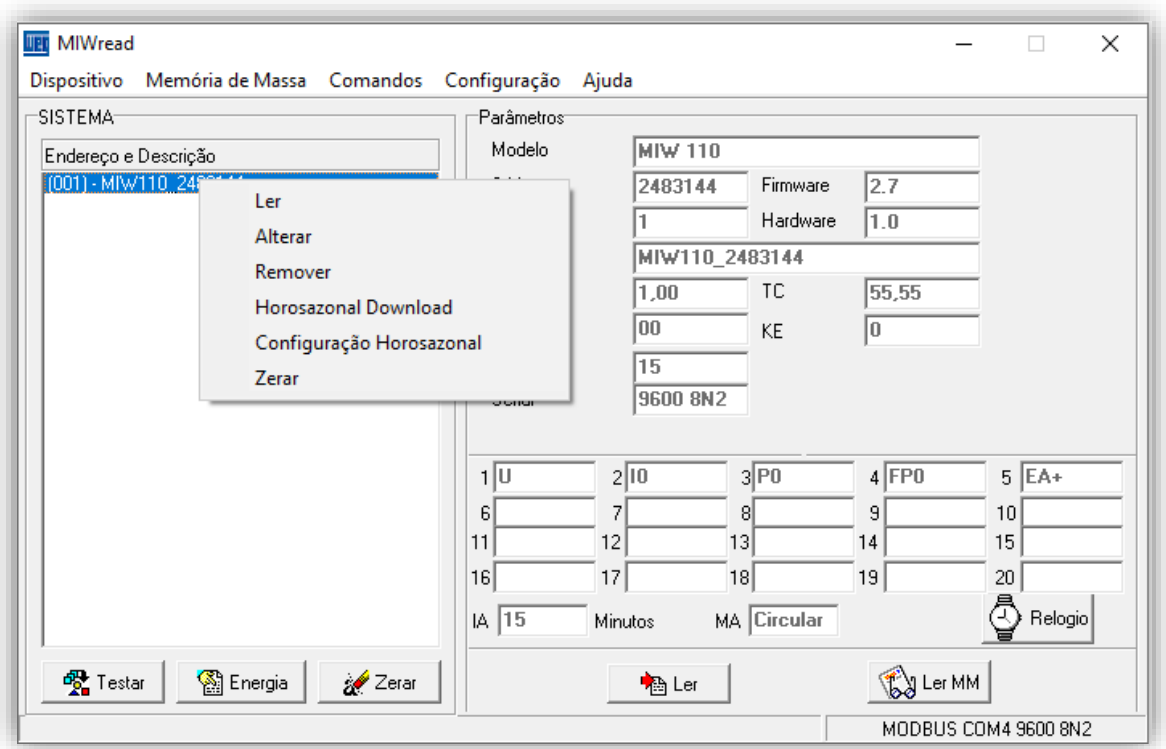 WEG MIWread
Dispositivo Memória de Massa Comandos Configuração Ajuda
SISTEMA
Endereço e Descrição
(001) - MIW110_2483144
Ler
Alterar
Remover
Horosazonal Download
Configuração Horosazonal
Zerar
Testar Energia Zerar
Parâmetros
Modelo MIW 110
2483144 Firmware 2.7
1 Hardware 1.0
MIW110_2483144
1,00 TC 55,55
00 KE 0
15
Serial 9600 8N2
1 U 2 I0 3 P0 4 FP0 5 EA+
6 7 8 9 10
11 12 13 14 15
16 17 18 19 20
IA 15 Minutos MA Circular Relogio
Ler Ler MM
MODBUS COM4 9600 8N2